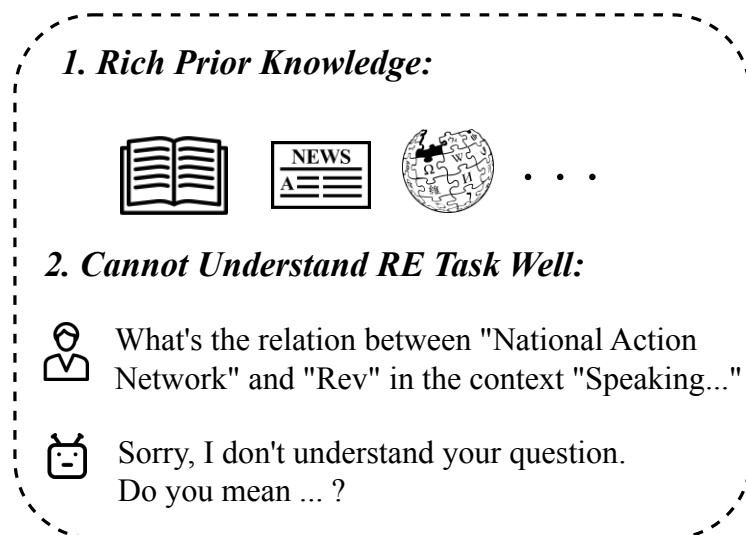 1. Rich Prior Knowledge:
NEWS
A
Ω W И 維
. . .
2. Cannot Understand RE Task Well:
What's the relation between "National Action
Network" and "Rev" in the context "Speaking..."
Sorry, I don't understand your question.
Do you mean ... ?